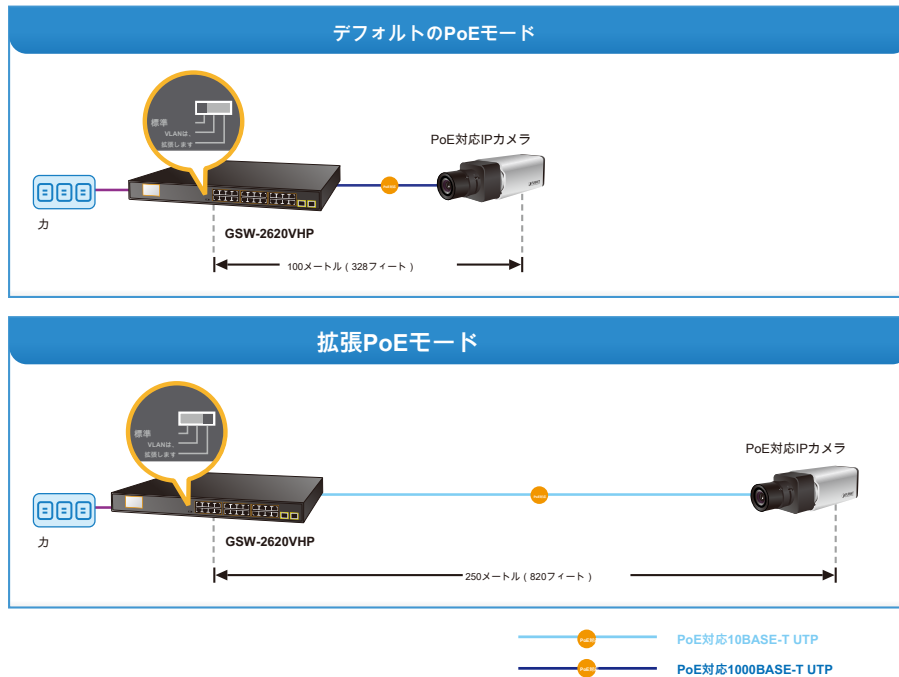 デフォルトのPoEモード
標準
VLANは、
拡張します
PoE対応IPカメラ
力
GSW-2620VHP
100メートル ( 328フィート )
拡張PoEモード
標準
VLANは、
拡張します
PoE対応IPカメラ
力
GSW-2620VHP
250メートル ( 820フィート )
PoE対応10BASE-T UTP
PoE対応1000BASE-T UTP